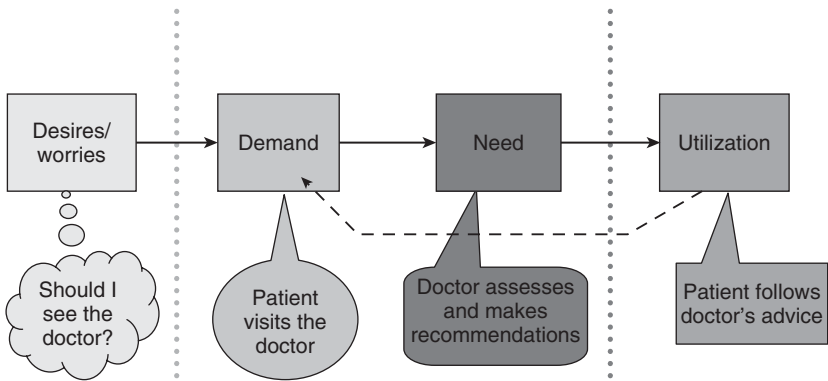 Desires/
worries
Demand
Need
Utilization
Should I
see the
doctor?
Patient
visits the
doctor
Doctor assesses
and makes
recommendations
Patient follows
doctor’s advice